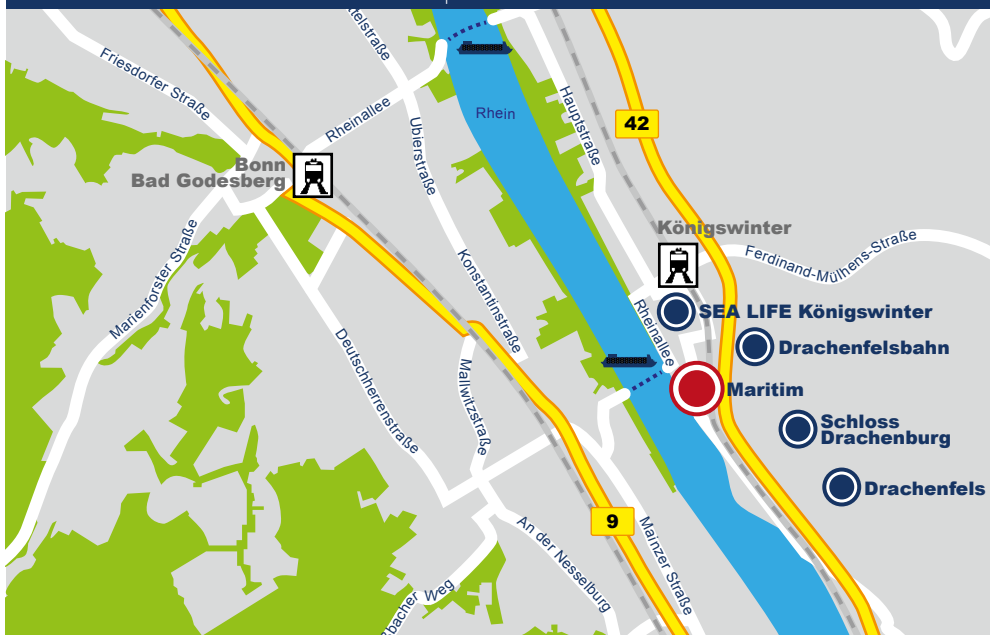 Friesdorfer Straße
Rheinallee
Ubierstraße
Rhein
Hauptstraße
42
Bonn
Bad Godesberg
Königswinter
Ferdinand-Mülhens-Straße
Marienforster Straße
Konstantinstraße
Rheinallee
SEA LIFE Königswinter
Drachenfelsbahn
Deutschherrenstraße
Mallwitzstraße
Maritim
Schloss
Drachenburg
Drachenfels
9
An der Nesselburg
Mainzer Straße
Weg